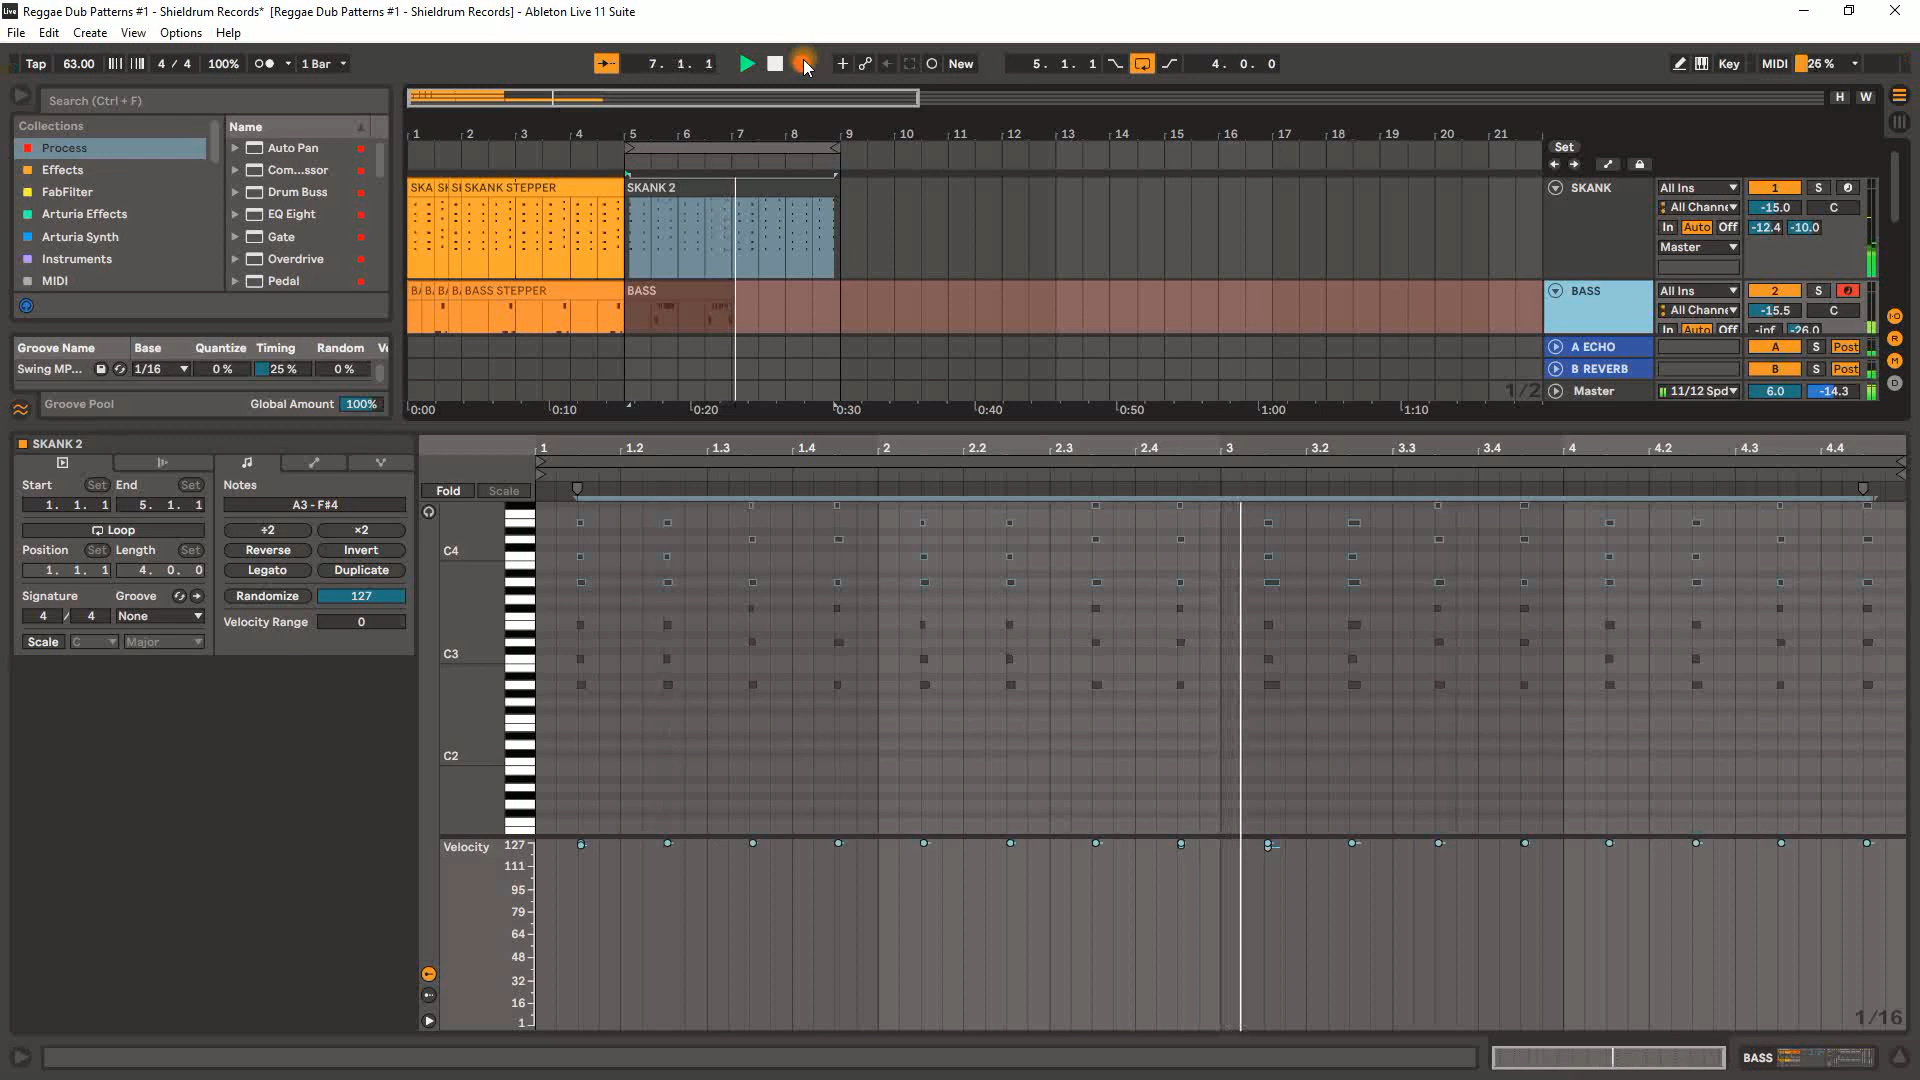 Reggae Dub Patterns #1 - Shieldrum Records* [Reggae Dub Patterns #1 - Shieldrum Records] - Ableton Live 11 Suite
File Edit Create View Options Help
Tap 63.00 4 / 4 100% 1 Bar 7. 1. 1 New 5. 1. 1 4. 0. 0 Key MIDI 26 %
Search (Ctrl + F)
H W
Collections
Name
Process
Effects
FabFilter
Arturia Effects
Arturia Synth
Instruments
MIDI
Auto Pan
Com...ssor
Drum Buss
EQ Eight
Gate
Overdrive
Pedal
1 2 3 4 5 6 7 8 9 10 11 12 13 14 15 16 17 18 19 20 21
Set
SKA SK SKANK STEPPER SKANK 2
SKANK All Ins 1 S
All Channe -15.0 C
In Auto Off -12.4 -10.0
Master
BASS STEPPER BASS
BASS All Ins 2 S
All Channe -15.5 C
In Auto Off -inf -26.0
A ECHO A S Post
B REVERB B S Post
1/2 Master 11/12 Spd 6.0 -14.3
0:00 0:10 0:20 0:30 0:40 0:50 1:00 1:10
Groove Name Base Quantize Timing Random
Swing MP... 1/16 0 % 25 % 0 %
Groove Pool Global Amount 100%
SKANK 2
Start Set End Set
1. 1. 1 5. 1. 1
Loop
Position Set Length Set
1. 1. 1 4. 0. 0
Signature Groove
4 / 4 None
Scale C Major
Notes
A3 - F#4
÷2 ×2
Reverse Invert
Legato Duplicate
Randomize 127
Velocity Range 0
1 1.2 1.3 1.4 2 2.2 2.3 2.4 3 3.2 3.3 3.4 4 4.2 4.3 4.4
Fold Scale
C4
C3
C2
Velocity 127
111
95
79
64
48
32
16
1
1/16
BASS